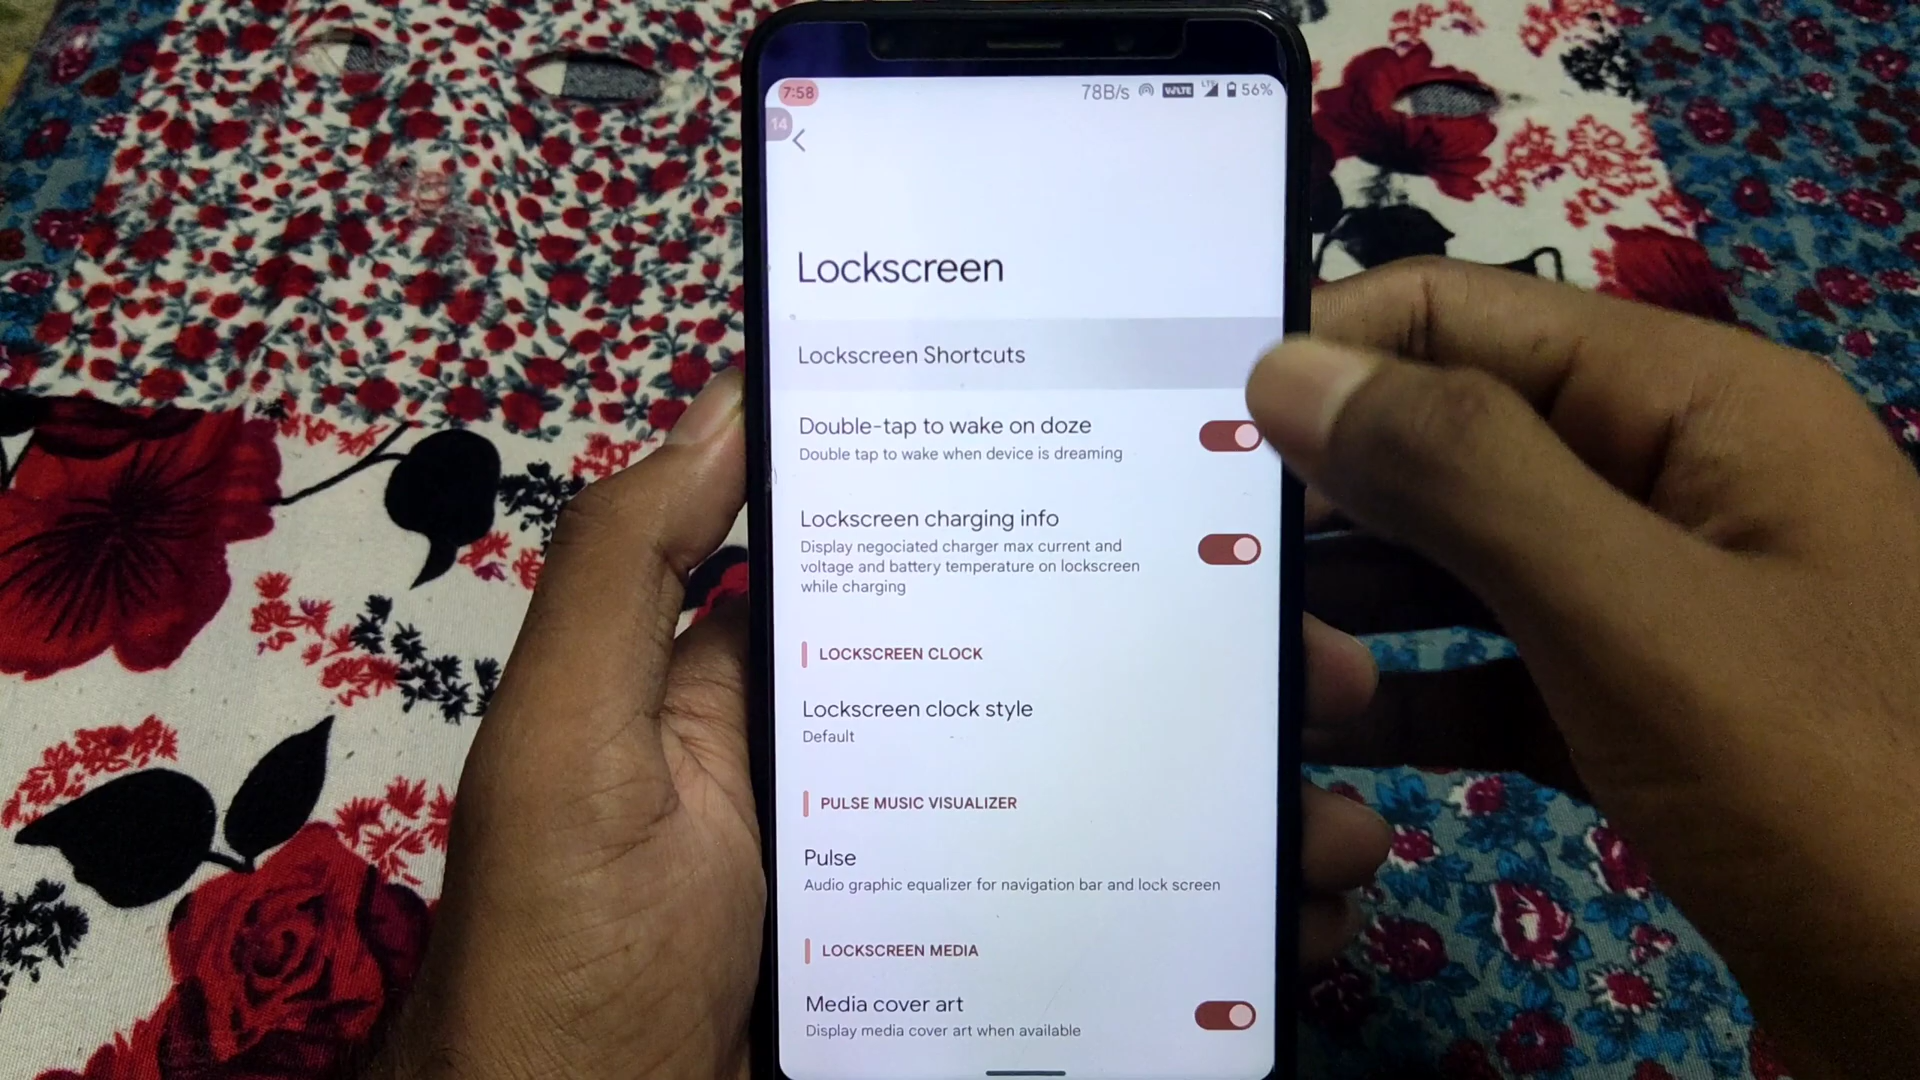 7:58 78B/s VoLTE LTE 56%
14
Lockscreen
Lockscreen Shortcuts
Double-tap to wake on doze
Double tap to wake when device is dreaming
Lockscreen charging info
Display negociated charger max current and
voltage and battery temperature on lockscreen
while charging
LOCKSCREEN CLOCK
Lockscreen clock style
Default
PULSE MUSIC VISUALIZER
Pulse
Audio graphic equalizer for navigation bar and lock screen
LOCKSCREEN MEDIA
Media cover art
Display media cover art when available